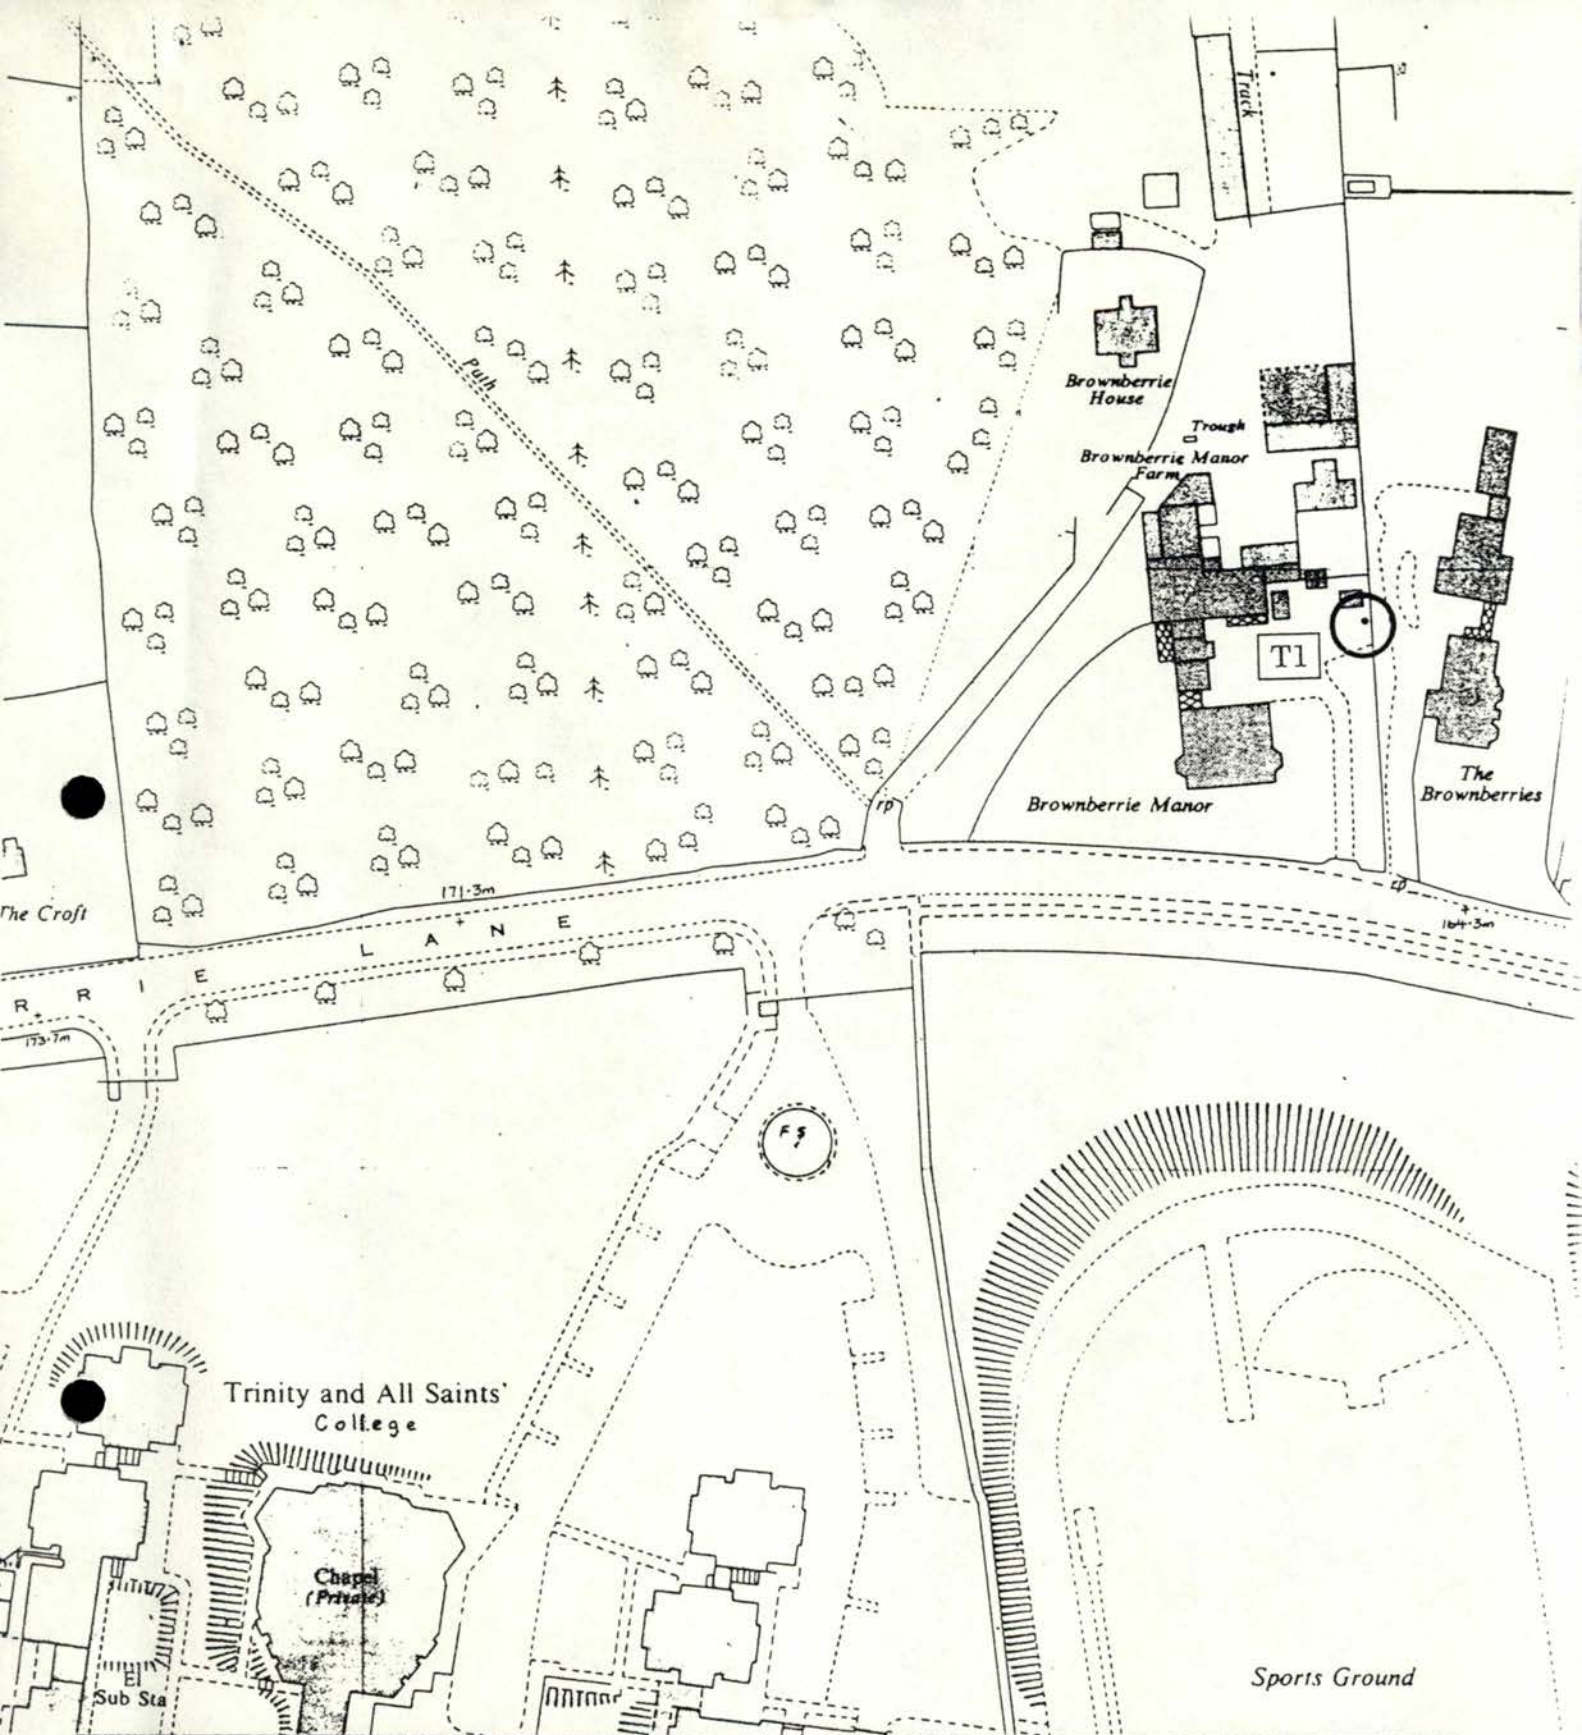 Track
Path
Brownberrie
House
Trough
Brownberrie Manor
Farm
T1
The
Brownberries
Brownberrie Manor
rp
rp
171·3m
164·3m
The Croft
R R I E L A N E
173·7m
F S
Trinity and All Saints'
College
Chapel
(Private)
El
Sub Sta
Sports Ground